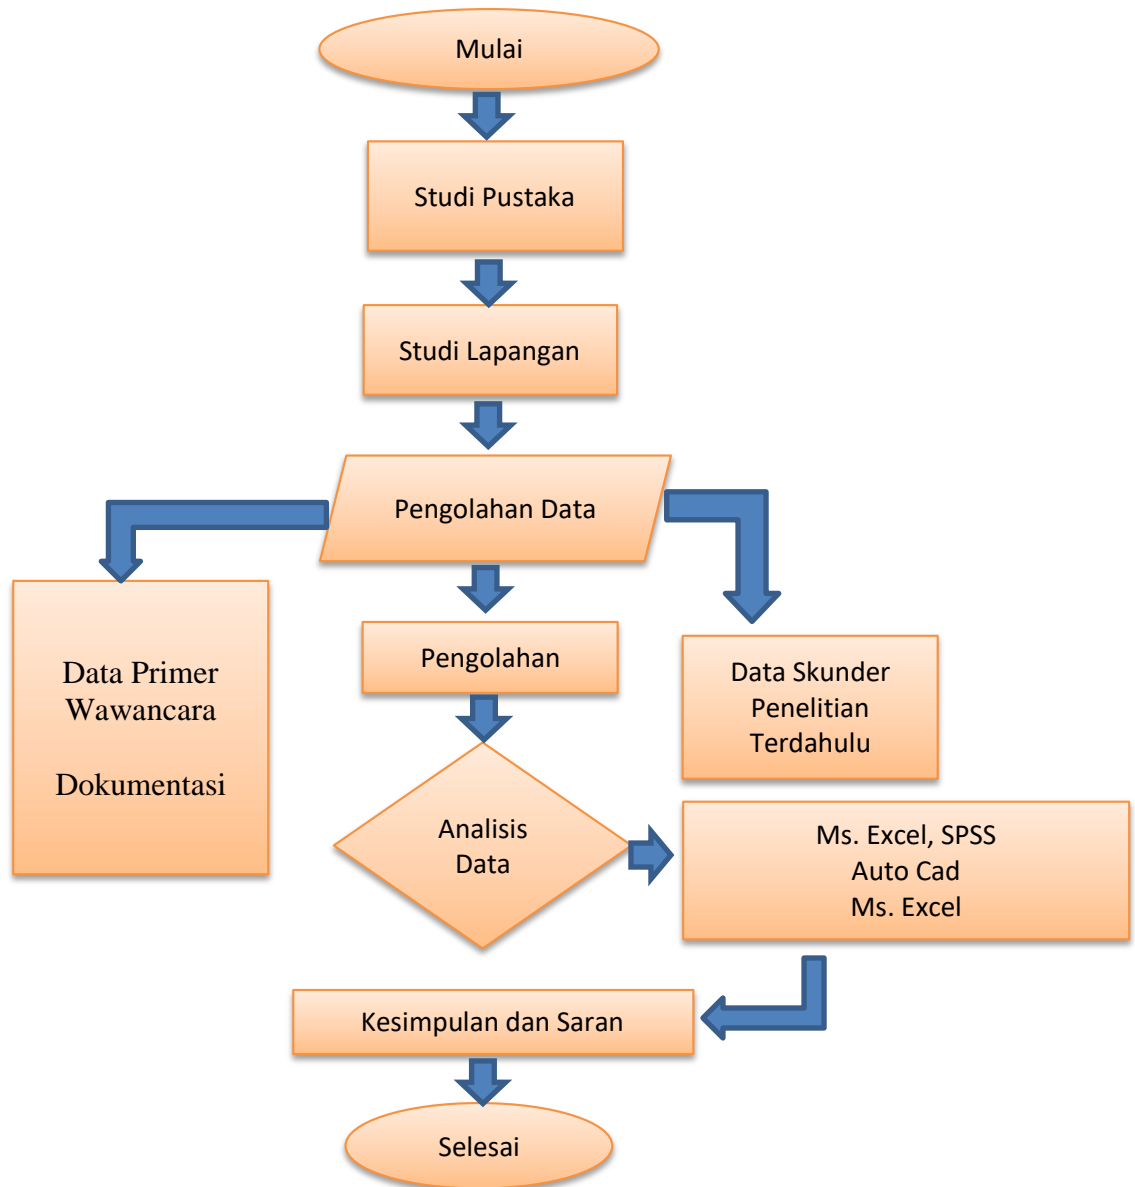 Mulai
Studi Pustaka
Studi Lapangan
Pengolahan Data
Data Primer
Wawancara
Dokumentasi
Pengolahan
Data Skunder
Penelitian
Terdahulu
Analisis
Data
Ms. Excel, SPSS
Auto Cad
Ms. Excel
Kesimpulan dan Saran
Selesai